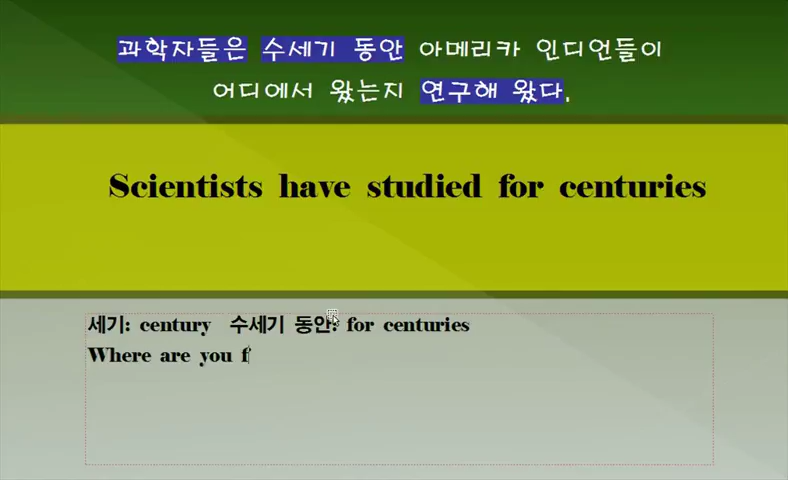 과학자들은 수세기 동안 아메리카 인디언들이
어디에서 왔는지 연구해 왔다.
Scientists have studied for centuries
세기: century 수세기 동안: for centuries
Where are you f